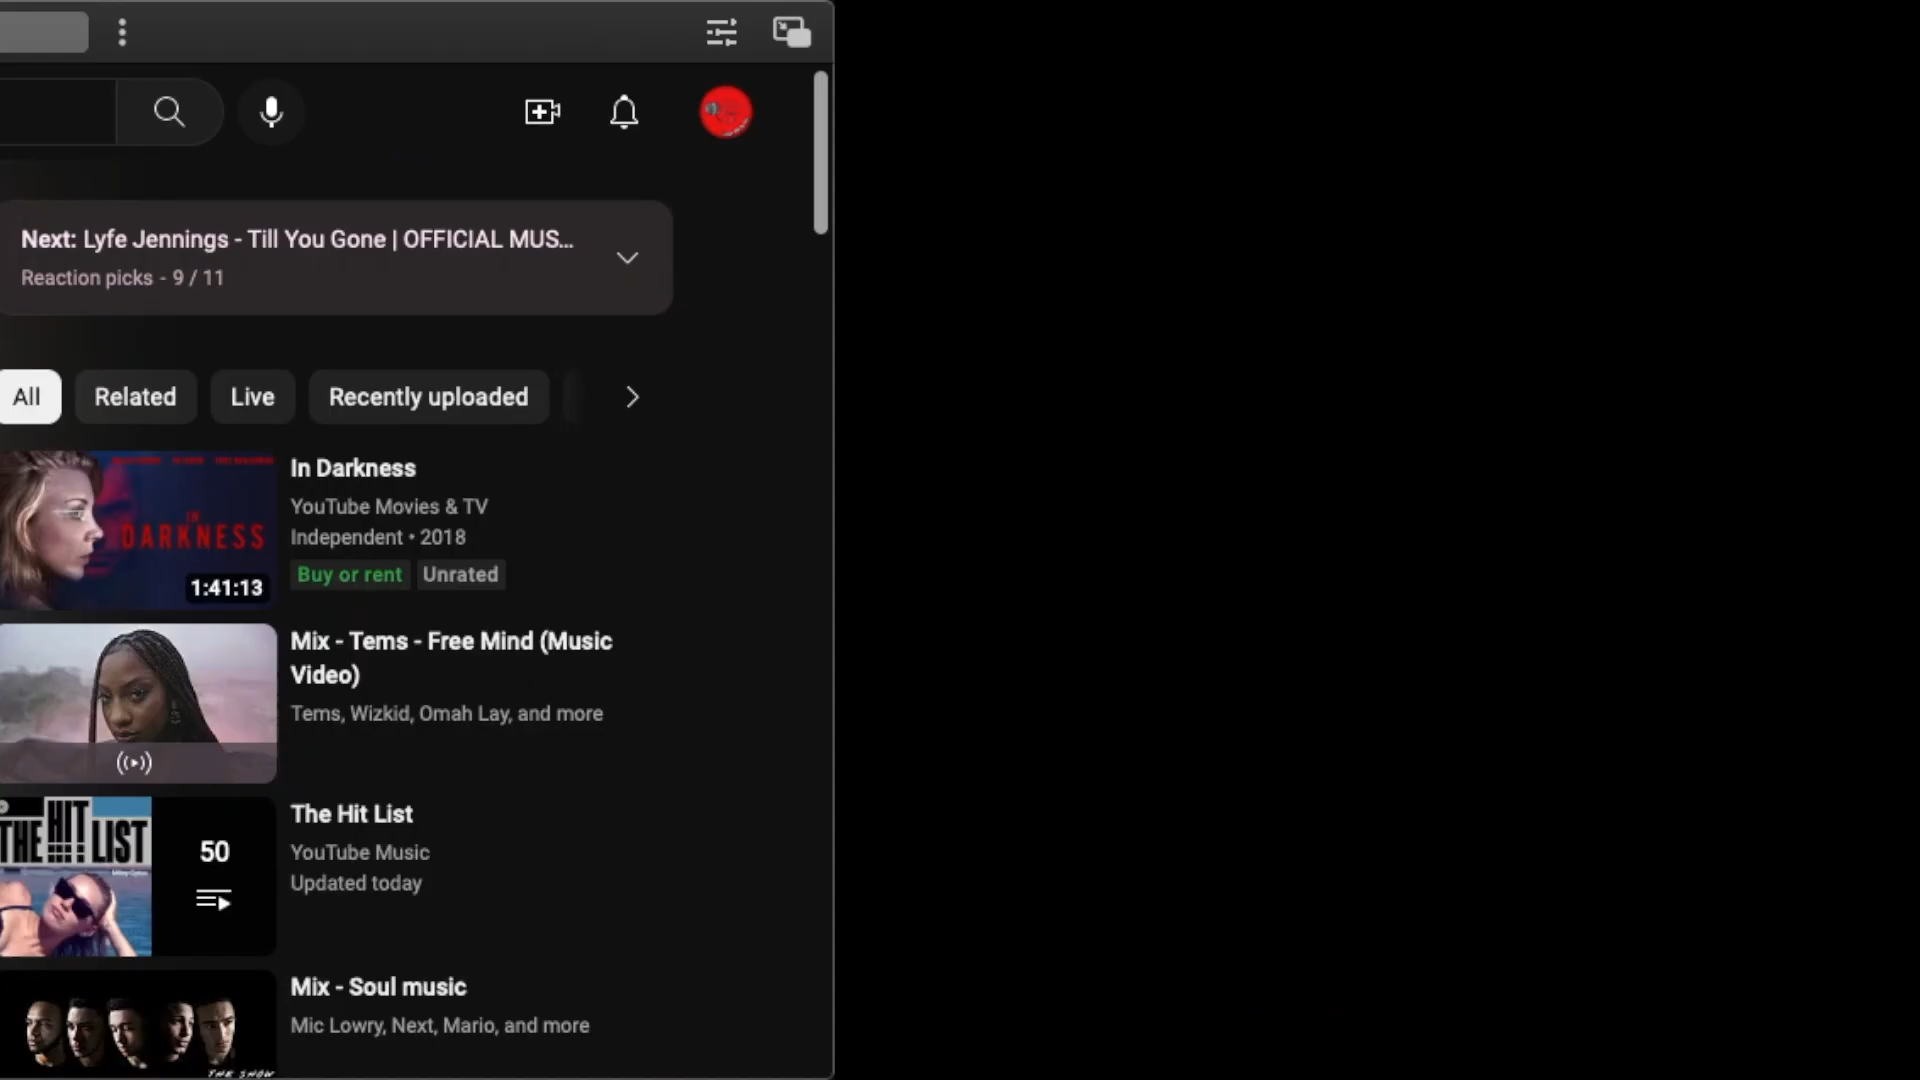 Next: Lyfe Jennings - Till You Gone | OFFICIAL MUS...
Reaction picks - 9 / 11
All
Related
Live
Recently uploaded
IN
DARKNESS
1:41:13
In Darkness
YouTube Movies & TV
Independent • 2018
Buy or rent
Unrated
Mix - Tems - Free Mind (Music
Video)
Tems, Wizkid, Omah Lay, and more
THE HIT LIST
50
The Hit List
YouTube Music
Updated today
THE SHOW
Mix - Soul music
Mic Lowry, Next, Mario, and more